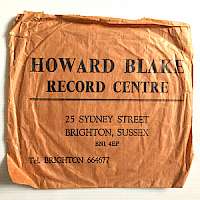 HOWARD BLAKE
RECORD CENTRE
25 SYDNEY STREET
BRIGHTON, SUSSEX
BN1 4EP
Tel. BRIGHTON 664677